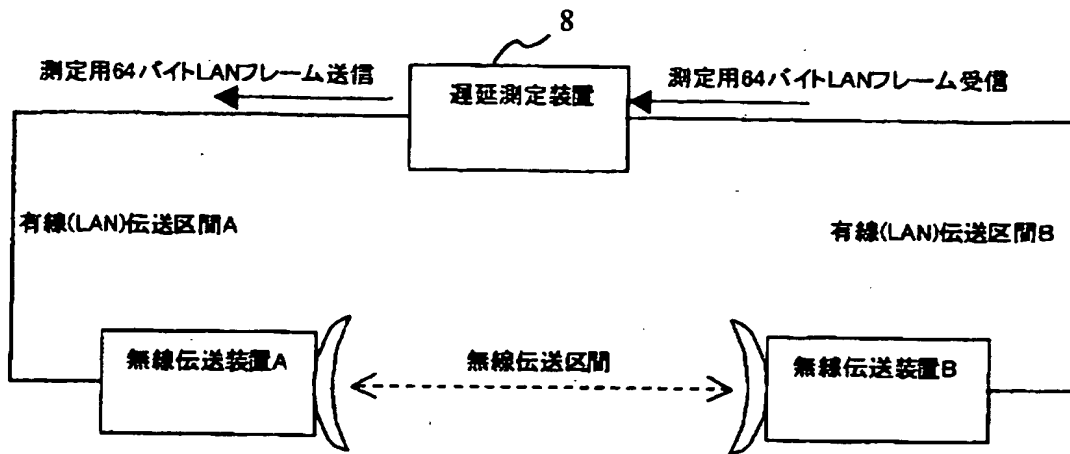 8
測定用64バイトLANフレーム送信
遅延測定装置
測定用64バイトLANフレーム受信
有線(LAN)伝送区間A
有線(LAN)伝送区間B
無線伝送装置A
無線伝送区間
無線伝送装置B